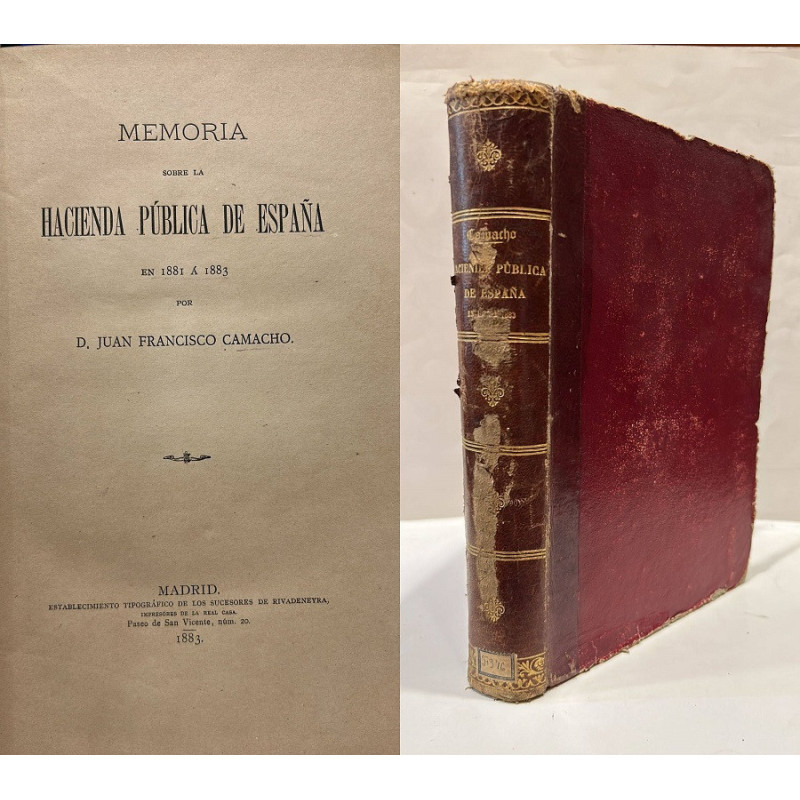 MEMORIA
SOBRE LA
HACIENDA PÚBLICA DE ESPAÑA
EN 1881 Á 1883
POR
D. JUAN FRANCISCO CAMACHO.
MADRID.
ESTABLECIMIENTO TIPOGRÁFICO DE LOS SUCESORES DE RIVADENEYRA,
IMPRESORES DE LA REAL CASA.
Paseo de San Vicente, núm. 20.
1883.
Camacho
PÚBLICA
DE ESPAÑA